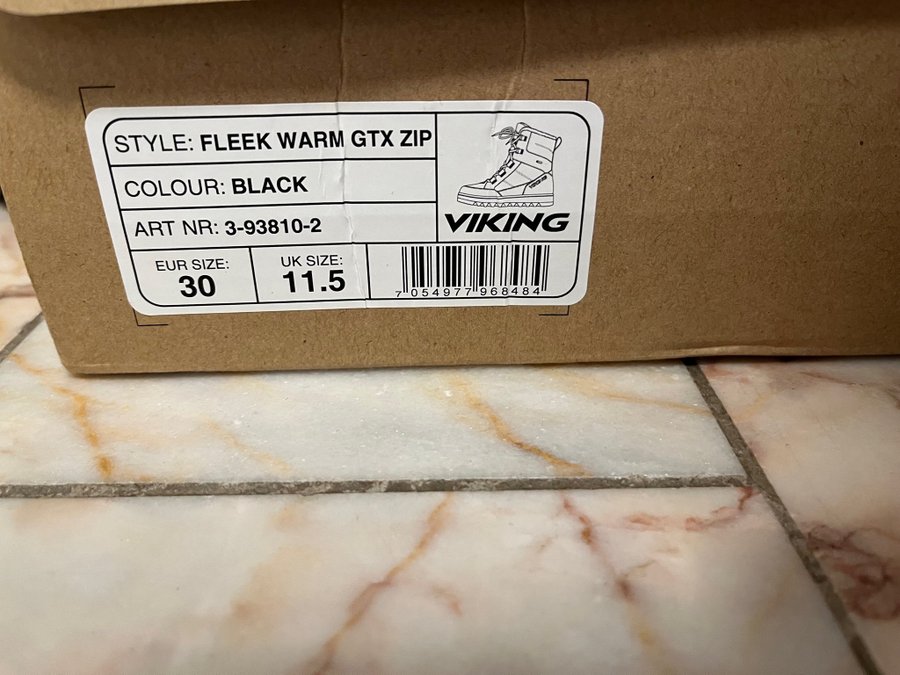 STYLE: FLEEK WARM GTX ZIP
COLOUR: BLACK
ART NR: 3-93810-2
VIKING
EUR SIZE:
30
UK SIZE:
11.5
7 054977 968484